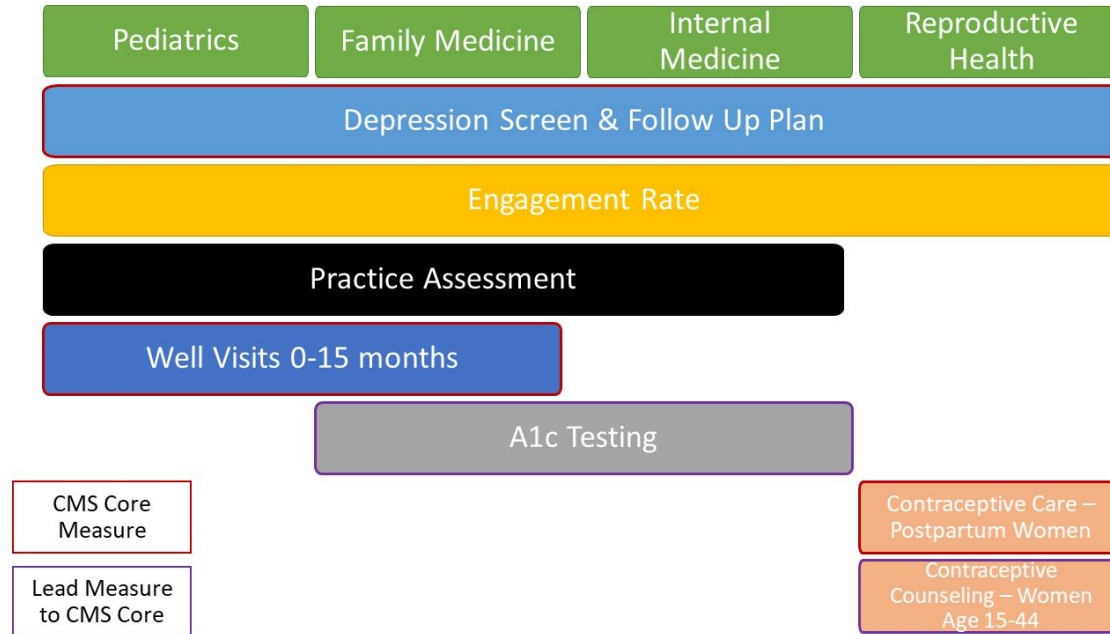 Pediatrics
Family Medicine
Internal
Medicine
Reproductive
Health
Depression Screen & Follow Up Plan
Engagement Rate
Practice Assessment
Well Visits 0-15 months
A1c Testing
CMS Core
Measure
Contraceptive Care –
Postpartum Women
Lead Measure
to CMS Core
Contraceptive
Counseling – Women
Age 15-44